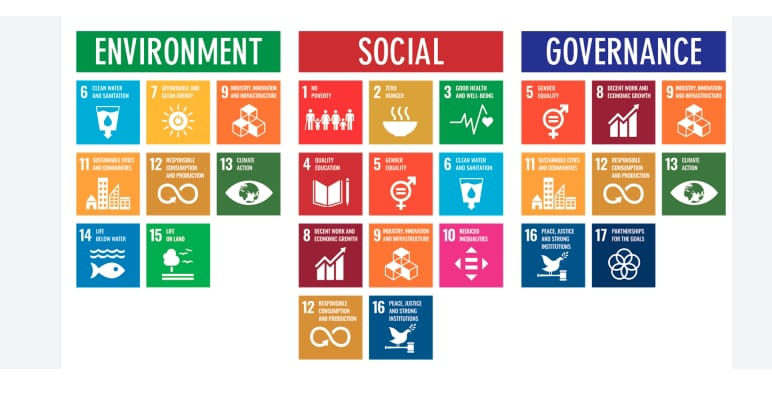 ENVIRONMENT
6 CLEAN WATER
AND SANITATION
7 AFFORDABLE AND
CLEAN ENERGY
9 INDUSTRY, INNOVATION
AND INFRASTRUCTURE
11 SUSTAINABLE CITIES
AND COMMUNITIES
12 RESPONSIBLE
CONSUMPTION
AND PRODUCTION
13 CLIMATE
ACTION
14 LIFE
BELOW WATER
15 LIFE
ON LAND
SOCIAL
1 NO
POVERTY
2 ZERO
HUNGER
3 GOOD HEALTH
AND WELL-BEING
4 QUALITY
EDUCATION
5 GENDER
EQUALITY
6 CLEAN WATER
AND SANITATION
8 DECENT WORK AND
ECONOMIC GROWTH
9 INDUSTRY, INNOVATION
AND INFRASTRUCTURE
10 REDUCED
INEQUALITIES
12 RESPONSIBLE
CONSUMPTION
AND PRODUCTION
16 PEACE, JUSTICE
AND STRONG
INSTITUTIONS
GOVERNANCE
5 GENDER
EQUALITY
8 DECENT WORK AND
ECONOMIC GROWTH
9 INDUSTRY, INNOVATION
AND INFRASTRUCTURE
11 SUSTAINABLE CITIES
AND COMMUNITIES
12 RESPONSIBLE
CONSUMPTION
AND PRODUCTION
13 CLIMATE
ACTION
16 PEACE, JUSTICE
AND STRONG
INSTITUTIONS
17 PARTNERSHIPS
FOR THE GOALS